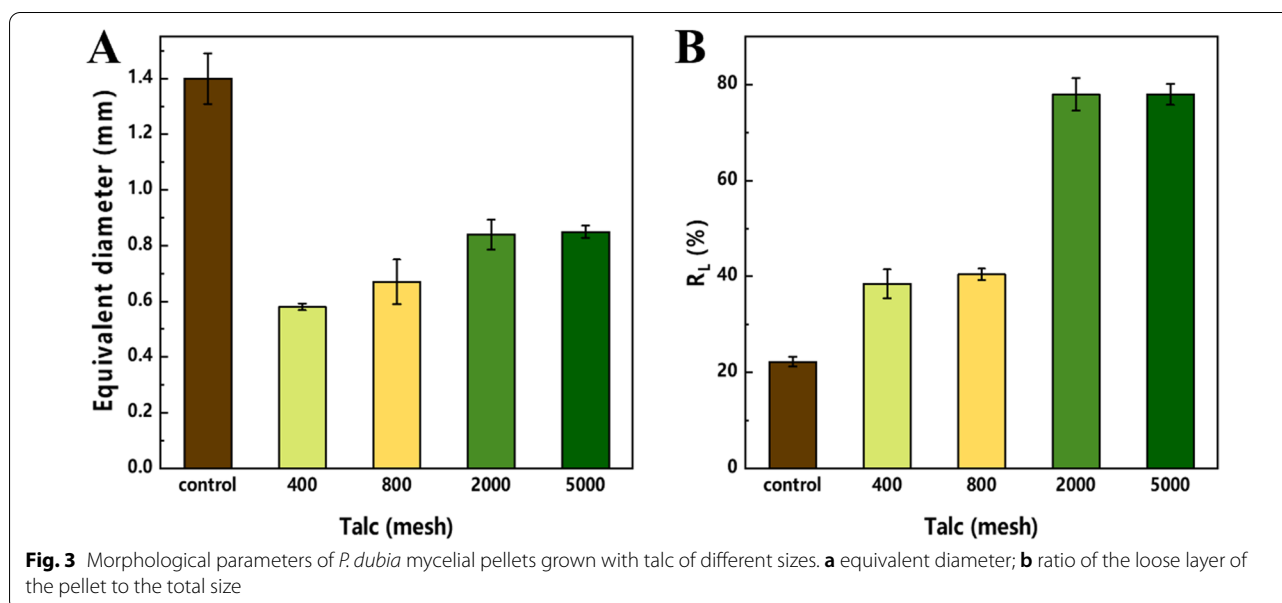 A
Equivalent diameter (mm)
1.4
1.2
1.0
0.8
0.6
0.4
0.2
0.0
control 400 800 2000 5000
Talc (mesh)
B
R_L (%)
80
60
40
20
0
control 400 800 2000 5000
Talc (mesh)
Fig. 3 Morphological parameters of P. dubia mycelial pellets grown with talc of different sizes. a equivalent diameter; b ratio of the loose layer of
the pellet to the total size